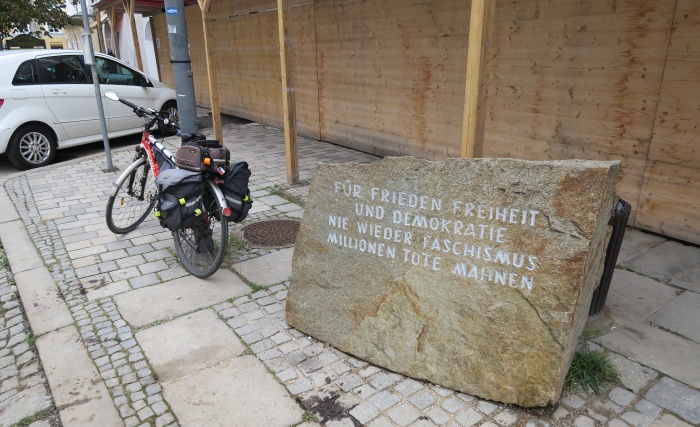 FÜR FRIEDEN FREIHEIT
UND DEMOKRATIE
NIE WIEDER FASCHISMUS
MILLIONEN TOTE MAHNEN